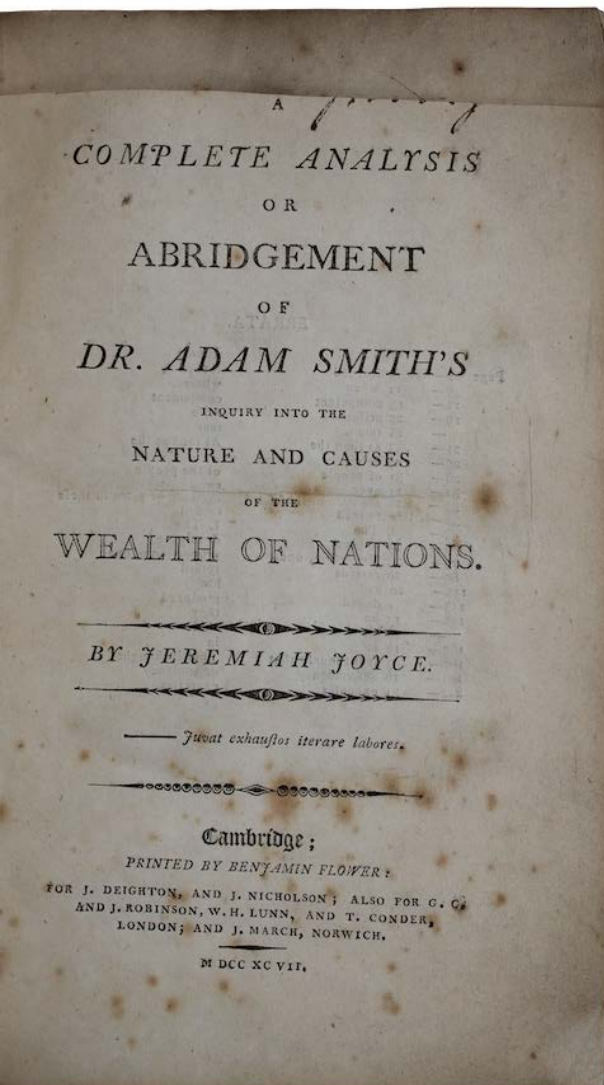 A
COMPLETE ANALYSIS
OR
ABRIDGEMENT
OF
DR. ADAM SMITH'S
INQUIRY INTO THE
NATURE AND CAUSES
OF THE
WEALTH OF NATIONS.
BY JEREMIAH JOYCE.
—— Juvat exhauſtos iterare labores.
Cambridge;
PRINTED BY BENJAMIN FLOWER:
FOR J. DEIGHTON, AND J. NICHOLSON; ALSO FOR G. G.
AND J. ROBINSON, W. H. LUNN, AND T. CONDER,
LONDON; AND J. MARCH, NORWICH.
M DCC XC VII.